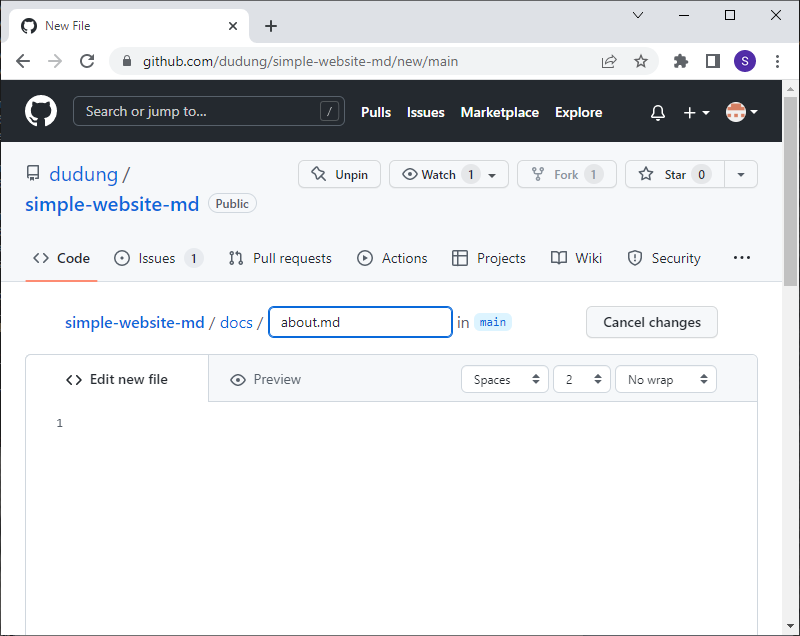 New File
github.com/dudung/simple-website-md/new/main
S
Search or jump to... /
Pulls Issues Marketplace Explore
dudung /
simple-website-md Public
Unpin Watch 1 Fork 1 Star 0
Code Issues 1 Pull requests Actions Projects Wiki Security
simple-website-md / docs / about.md in main Cancel changes
Edit new file Preview Spaces 2 No wrap
1